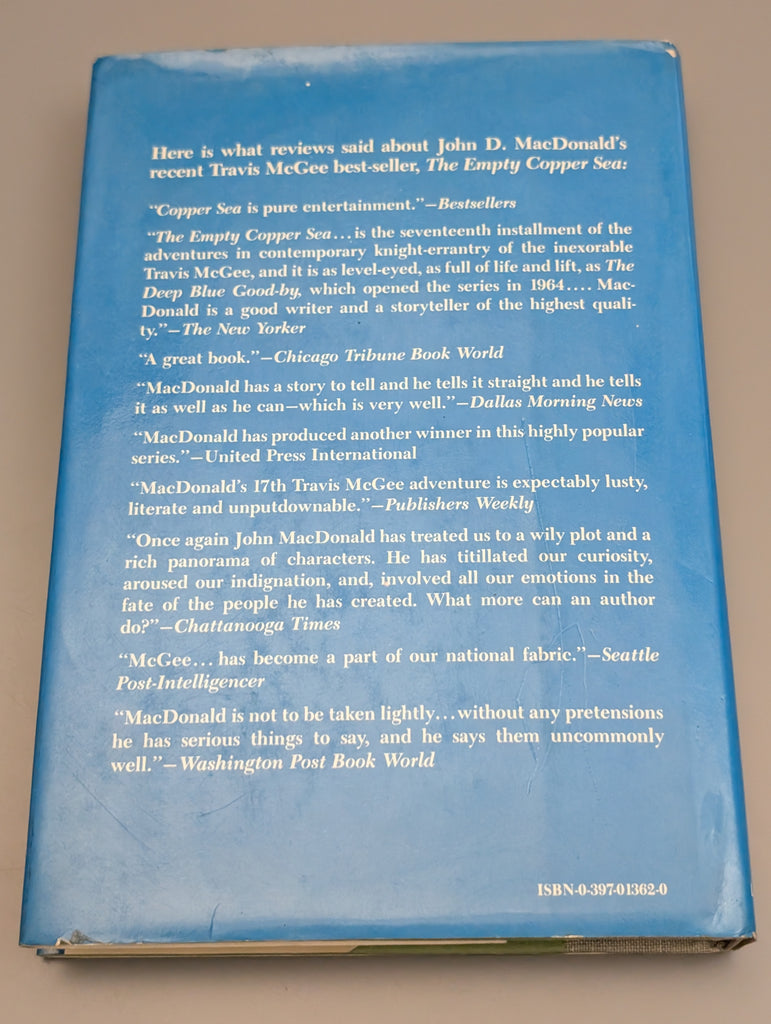 Here is what reviews said about John D. MacDonald's
recent Travis McGee best-seller, The Empty Copper Sea:
"Copper Sea is pure entertainment."—Bestsellers
"The Empty Copper Sea...is the seventeenth installment of the
adventures in contemporary knight-errantry of the inexorable
Travis McGee, and it is as level-eyed, as full of life and lift, as The
Deep Blue Good-by, which opened the series in 1964.... Mac-
Donald is a good writer and a storyteller of the highest quali-
ty."—The New Yorker
"A great book."—Chicago Tribune Book World
"MacDonald has a story to tell and he tells it straight and he tells
it as well as he can—which is very well."—Dallas Morning News
"MacDonald has produced another winner in this highly popular
series."—United Press International
"MacDonald's 17th Travis McGee adventure is expectably lusty,
literate and unputdownable."—Publishers Weekly
"Once again John MacDonald has treated us to a wily plot and a
rich panorama of characters. He has titillated our curiosity,
aroused our indignation, and, involved all our emotions in the
fate of the people he has created. What more can an author
do?"—Chattanooga Times
"McGee... has become a part of our national fabric."—Seattle
Post-Intelligencer
"MacDonald is not to be taken lightly...without any pretensions
he has serious things to say, and he says them uncommonly
well."—Washington Post Book World
ISBN-0-397-01362-0